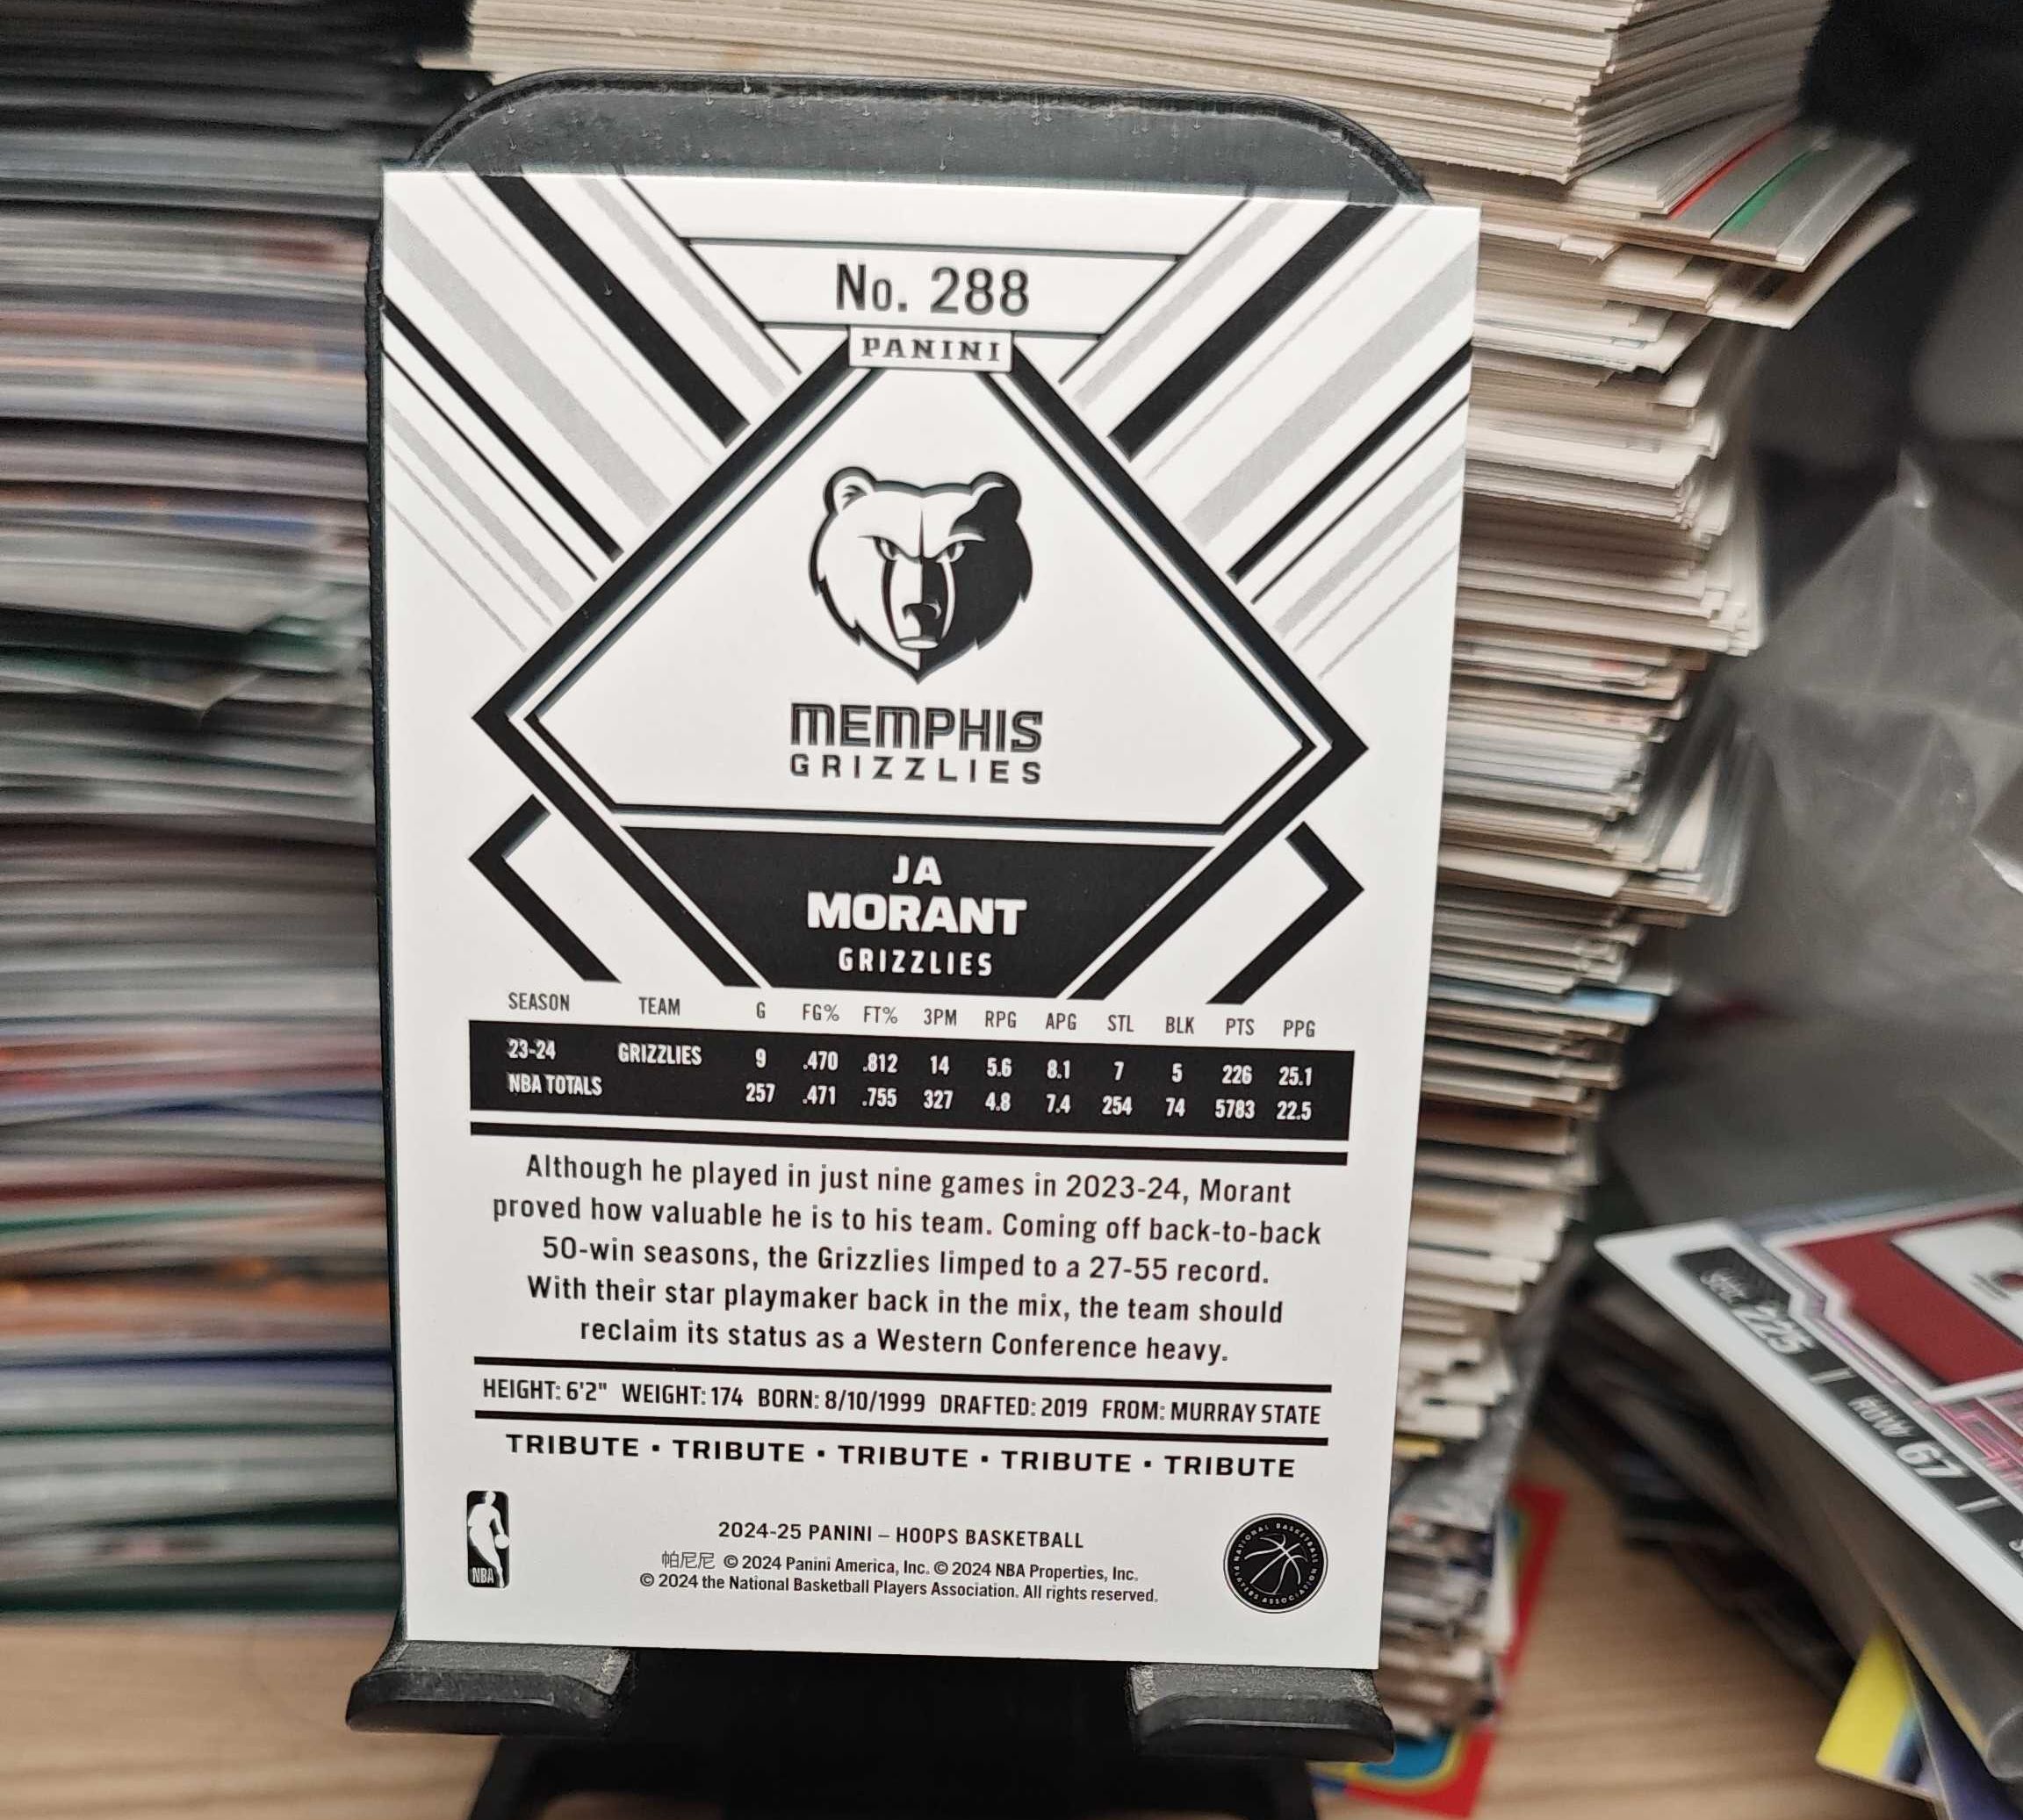 No. 288
PANINI
MEMPHIS
GRIZZLIES
JA
MORANT
GRIZZLIES
SEASON TEAM G FG% FT% 3PM RPG APG STL BLK PTS PPG
23-24 GRIZZLIES 9 .470 .812 14 5.6 8.1 7 5 226 25.1
NBA TOTALS 257 .471 .755 327 4.8 7.4 254 74 5783 22.5
Although he played in just nine games in 2023-24, Morant
proved how valuable he is to his team. Coming off back-to-back
50-win seasons, the Grizzlies limped to a 27-55 record.
With their star playmaker back in the mix, the team should
reclaim its status as a Western Conference heavy.
HEIGHT: 6'2" WEIGHT: 174 BORN: 8/10/1999 DRAFTED: 2019 FROM: MURRAY STATE
TRIBUTE • TRIBUTE • TRIBUTE • TRIBUTE • TRIBUTE
NBA
2024-25 PANINI – HOOPS BASKETBALL
帕尼尼 © 2024 Panini America, Inc. © 2024 NBA Properties, Inc.
© 2024 the National Basketball Players Association. All rights reserved.
NATIONAL BASKETBALL
PLAYERS ASSOCIATION
225 | ROW 67 |